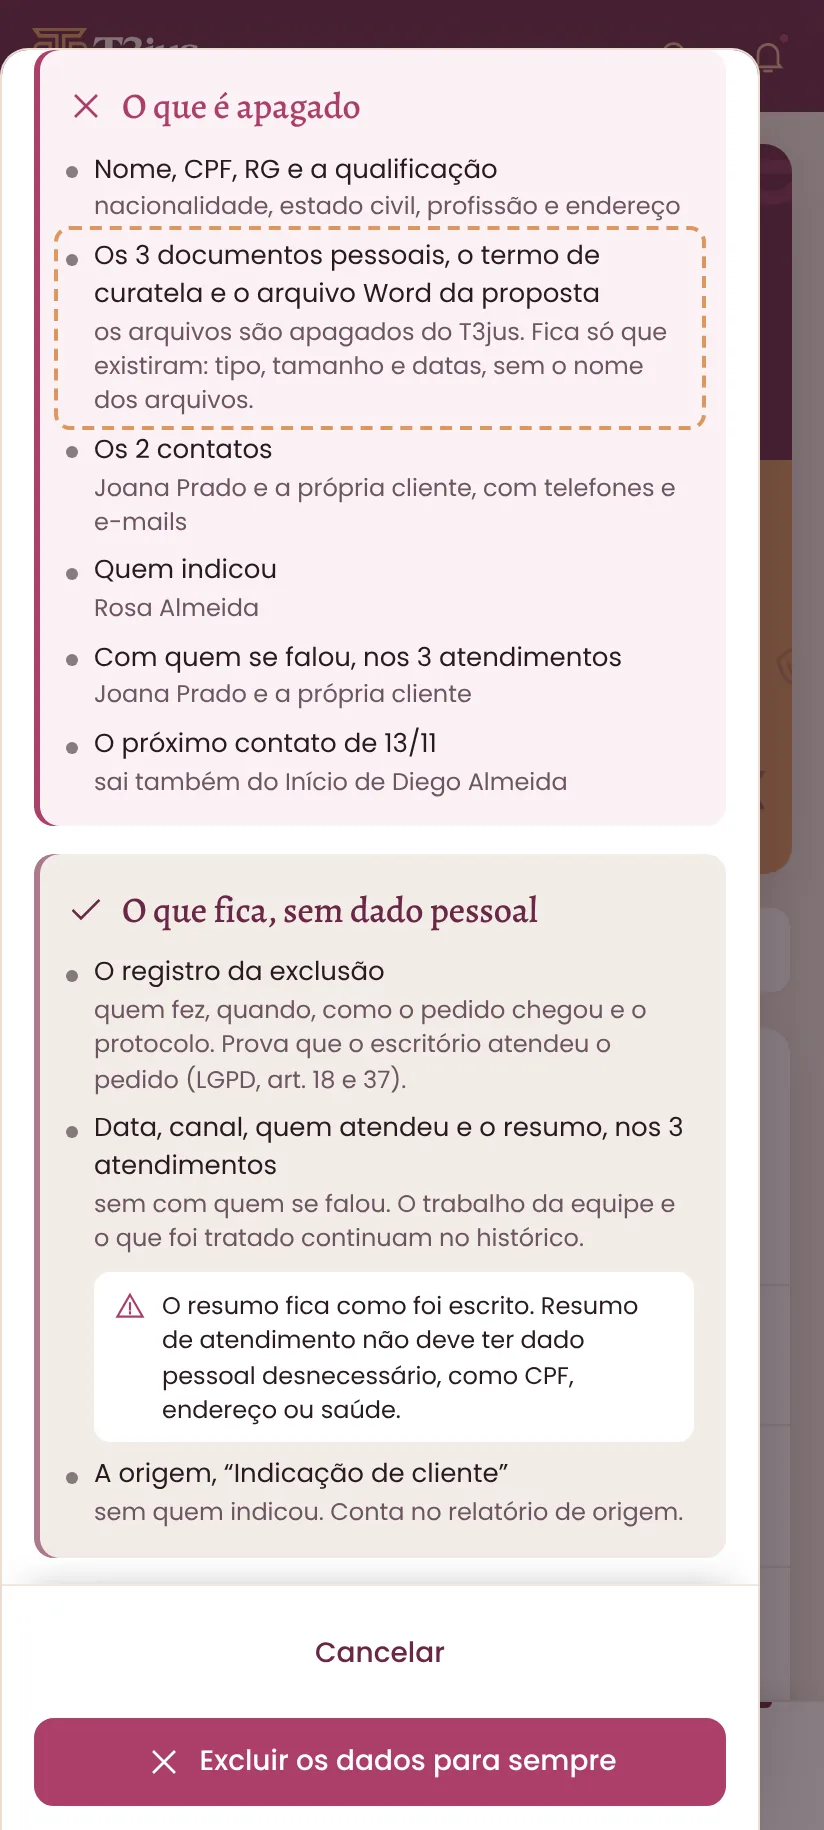 T3jus
O que é apagado
Nome, CPF, RG e a qualificação
nacionalidade, estado civil, profissão e endereço
Os 3 documentos pessoais, o termo de
curatela e o arquivo Word da proposta
os arquivos são apagados do T3jus. Fica só que
existiram: tipo, tamanho e datas, sem o nome
dos arquivos.
Os 2 contatos
Joana Prado e a própria cliente, com telefones e
e-mails
Quem indicou
Rosa Almeida
Com quem se falou, nos 3 atendimentos
Joana Prado e a própria cliente
O próximo contato de 13/11
sai também do Início de Diego Almeida
O que fica, sem dado pessoal
O registro da exclusão
quem fez, quando, como o pedido chegou e o
protocolo. Prova que o escritório atendeu o
pedido (LGPD, art. 18 e 37).
Data, canal, quem atendeu e o resumo, nos 3
atendimentos
sem com quem se falou. O trabalho da equipe e
o que foi tratado continuam no histórico.
O resumo fica como foi escrito. Resumo
de atendimento não deve ter dado
pessoal desnecessário, como CPF,
endereço ou saúde.
A origem, “Indicação de cliente”
sem quem indicou. Conta no relatório de origem.
Cancelar
Excluir os dados para sempre